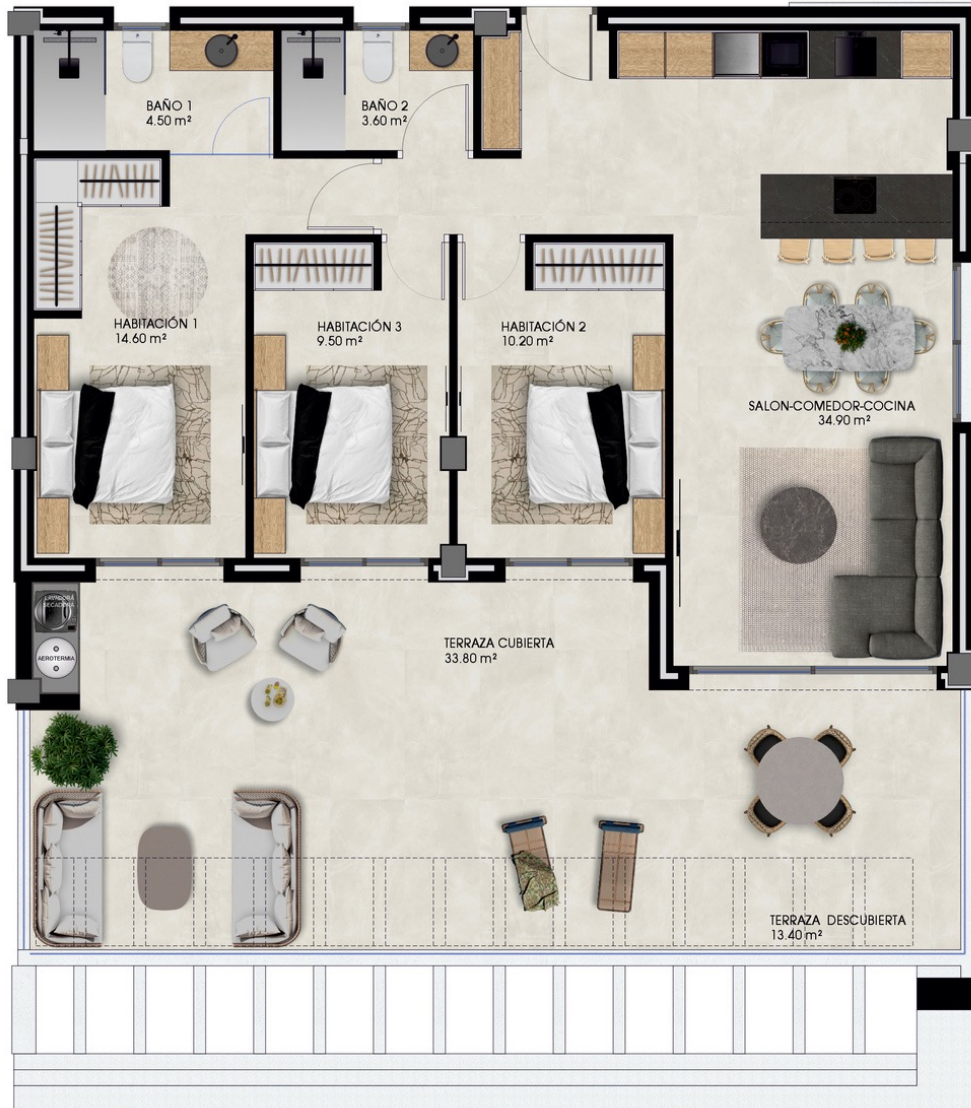 BAÑO 1
4.50 m²
BAÑO 2
3.60 m²
HABITACIÓN 1
14.60 m²
HABITACIÓN 3
9.50 m²
HABITACIÓN 2
10.20 m²
SALON-COMEDOR-COCINA
34.90 m²
LAVADORA
SECADORA
AEROTERMIA
TERRAZA CUBIERTA
33.80 m²
TERRAZA DESCUBIERTA
13.40 m²